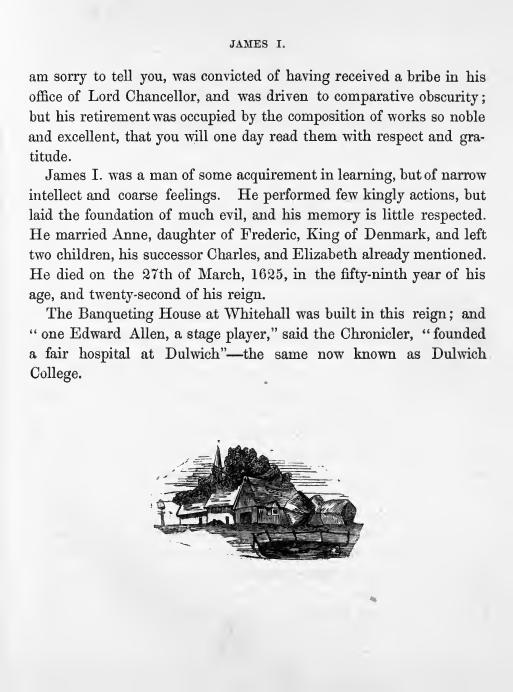 JAMES I.
am sorry to tell you, was convicted of having received a bribe in his
office of Lord Chancellor, and was driven to comparative obscurity;
but his retirement was occupied by the composition of works so noble
and excellent, that you will one day read them with respect and gra-
titude.
James I. was a man of some acquirement in learning, but of narrow
intellect and coarse feelings. He performed few kingly actions, but
laid the foundation of much evil, and his memory is little respected.
He married Anne, daughter of Frederic, King of Denmark, and left
two children, his successor Charles, and Elizabeth already mentioned.
He died on the 27th of March, 1625, in the fifty-ninth year of his
age, and twenty-second of his reign.
The Banqueting House at Whitehall was built in this reign; and
“ one Edward Allen, a stage player,” said the Chronicler, “ founded
a fair hospital at Dulwich”—the same now known as Dulwich
College.